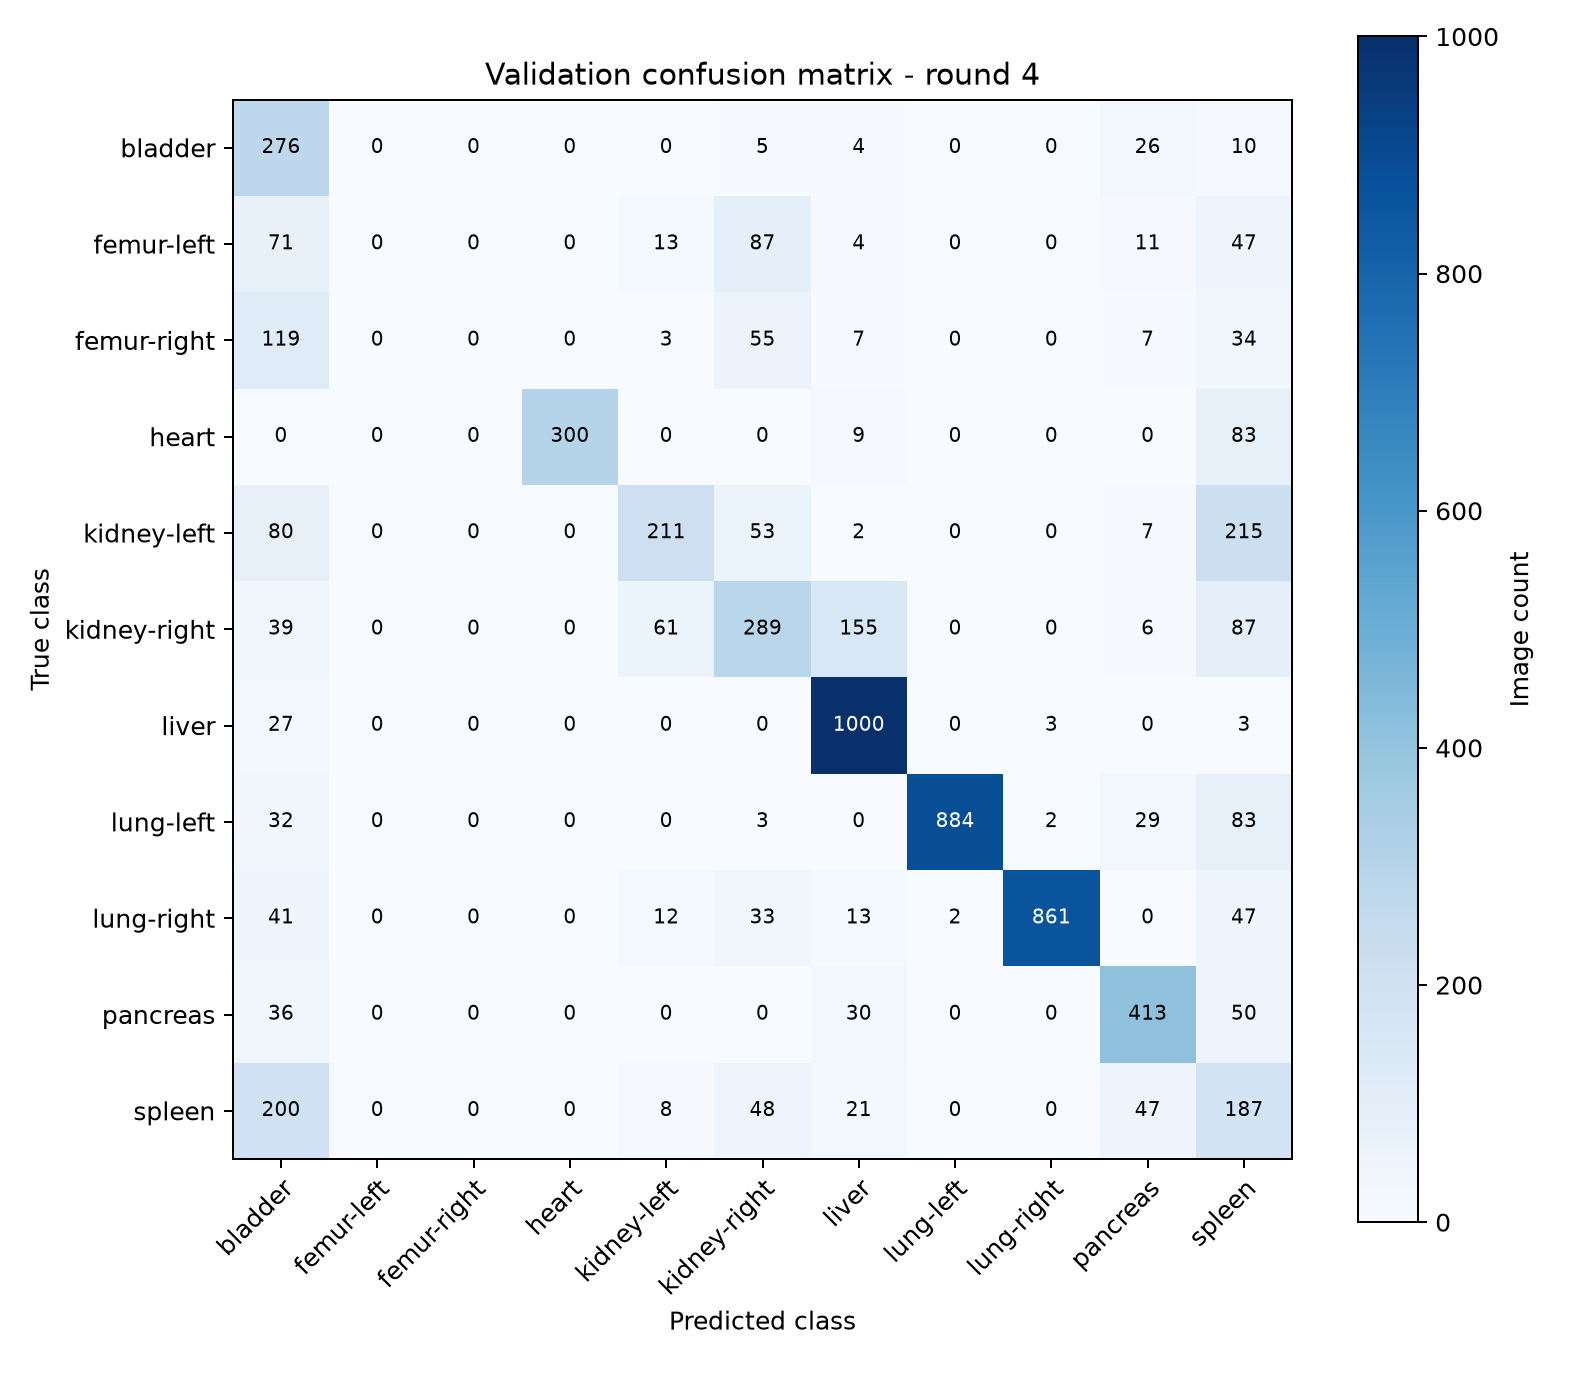 Validation confusion matrix - round 4
True class
bladder 276 0 0 0 0 5 4 0 0 26 10
femur-left 71 0 0 0 13 87 4 0 0 11 47
femur-right 119 0 0 0 3 55 7 0 0 7 34
heart 0 0 0 300 0 0 9 0 0 0 83
kidney-left 80 0 0 0 211 53 2 0 0 7 215
kidney-right 39 0 0 0 61 289 155 0 0 6 87
liver 27 0 0 0 0 0 1000 0 3 0 3
lung-left 32 0 0 0 0 3 0 884 2 29 83
lung-right 41 0 0 0 12 33 13 2 861 0 47
pancreas 36 0 0 0 0 0 30 0 0 413 50
spleen 200 0 0 0 8 48 21 0 0 47 187
bladder femur-left femur-right heart kidney-left kidney-right liver lung-left lung-right pancreas spleen
Predicted class
1000
800
600
400
200
0
Image count